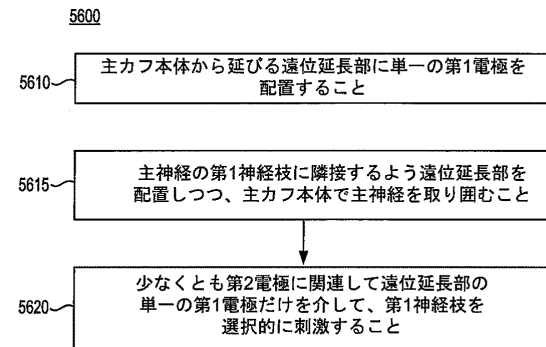 5600
5610
主カフ本体から延びる遠位延長部に単一の第1電極を
配置すること
5615
主神経の第1神経枝に隣接するよう遠位延長部を
配置しつつ、主カフ本体で主神経を取り囲むこと
5620
少なくとも第2電極に関連して遠位延長部の
単一の第1電極だけを介して、第1神経枝を
選択的に刺激すること